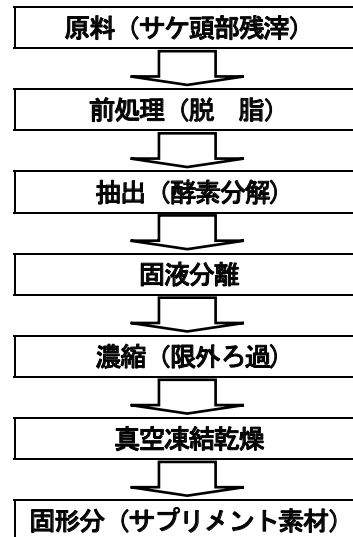 原料（サケ頭部残滓）
前処理（脱　脂）
抽出（酵素分解）
固液分離
濃縮（限外ろ過）
真空凍結乾燥
固形分（サプリメント素材）